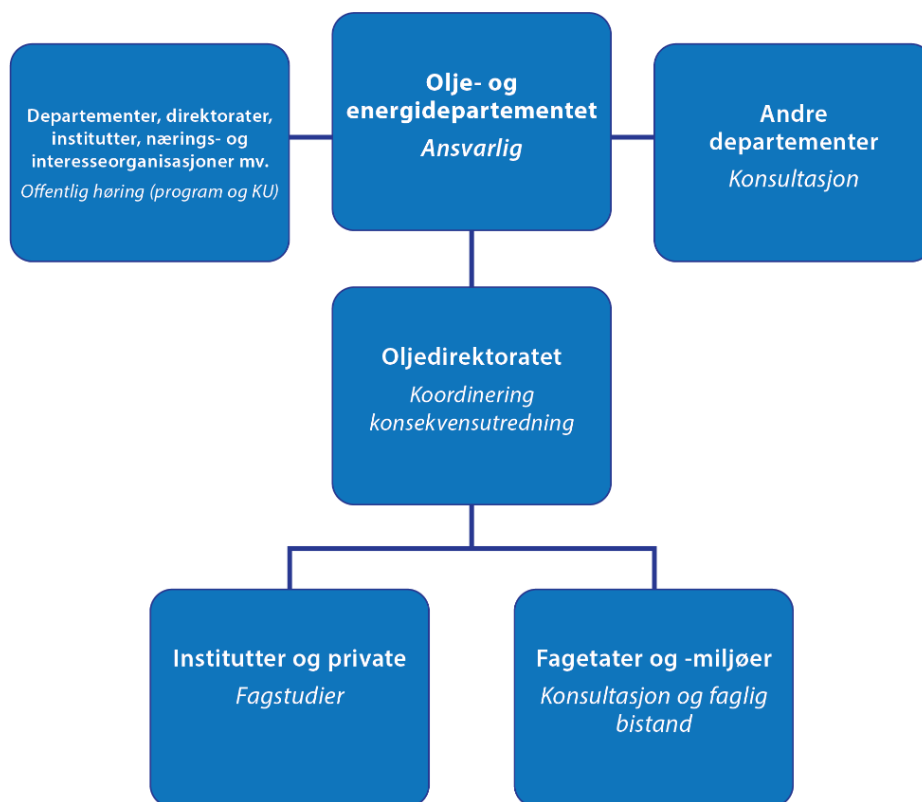 Departementer, direktorater,
institutter, nærings- og
interesseorganisasjoner mv.
Offentlig høring (program og KU)
Olje- og
energidepartementet
Ansvarlig
Andre
departementer
Konsultasjon
Oljedirektoratet
Koordinering
konsekvensutredning
Institutter og private
Fagstudier
Fagetater og -miljøer
Konsultasjon og faglig
bistand